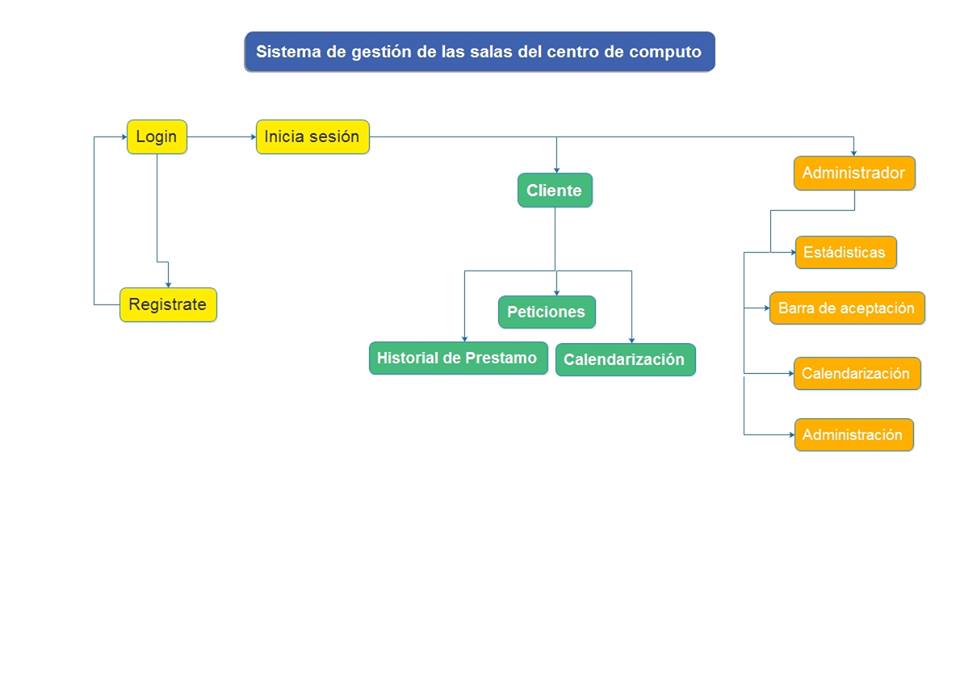 Sistema de gestión de las salas del centro de computo
Login
Inicia sesión
Administrador
Cliente
Estádisticas
Registrate
Peticiones
Barra de aceptación
Historial de Prestamo
Calendarización
Calendarización
Administración